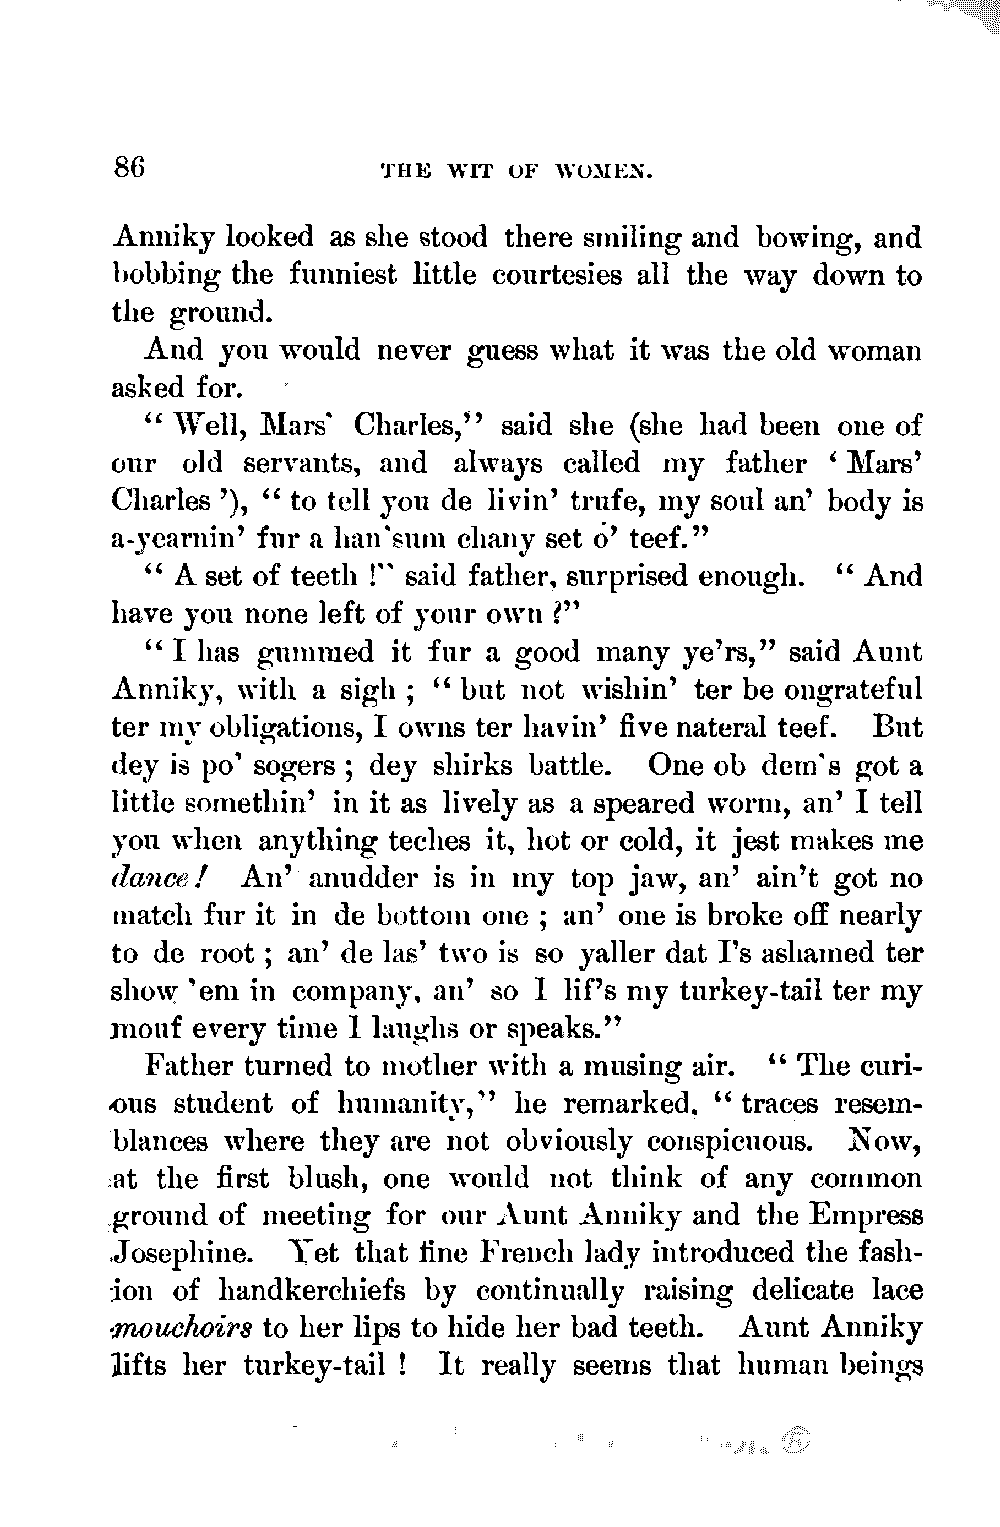 86 THE WIT OF WOMEN.
Anniky looked as she stood there smiling and bowing, and
bobbing the funniest little courtesies all the way down to
the ground.
And you would never guess what it was the old woman
asked for.
“ Well, Mars' Charles,” said she (she had been one of
our old servants, and always called my father ‘ Mars’
Charles ’), “ to tell you de livin’ trufe, my soul an’ body is
a-yearnin’ fur a han'sum chany set o’ teef.”
“ A set of teeth !” said father, surprised enough. “ And
have you none left of your own ?”
“ I has gummed it fur a good many ye’rs,” said Aunt
Anniky, with a sigh ; “ but not wishin’ ter be ongrateful
ter my obligations, I owns ter havin’ five nateral teef. But
dey is po’ sogers ; dey shirks battle. One ob dem's got a
little somethin’ in it as lively as a speared worm, an’ I tell
you when anything teches it, hot or cold, it jest makes me
dance! An’ anudder is in my top jaw, an’ ain’t got no
match fur it in de bottom one ; an’ one is broke off nearly
to de root ; an’ de las’ two is so yaller dat I’s ashamed ter
show 'em in company, an’ so I lif’s my turkey-tail ter my
mouf every time I laughs or speaks.”
Father turned to mother with a musing air. “ The curi-
ous student of humanity,” he remarked, “ traces resem-
blances where they are not obviously conspicuous. Now,
at the first blush, one would not think of any common
ground of meeting for our Aunt Anniky and the Empress
Josephine. Yet that fine French lady introduced the fash-
ion of handkerchiefs by continually raising delicate lace
mouchoirs to her lips to hide her bad teeth. Aunt Anniky
lifts her turkey-tail ! It really seems that human beings